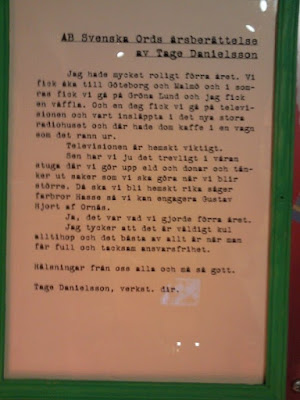 AB Svenska Ords årsberättelse
av Tage Danielsson
Jag hade mycket roligt förra året. Vi
fick åka till Göteborg och Malmö och i som-
ras fick vi gå på Gröna Lund och jag fick
en våffla. Och en deg fick vi gå på televi-
sionen och vart insläppta i det nya stora
radiohuset och där hade dom kaffe i en vagn
som det rann ur.
Televisionen är hemskt viktigt.
Sen har vi ju det trevligt i våran
stuga där vi gör upp eld och donar och tän-
ker ut saker som vi ska göra när vi blir
större. Då ska vi bli hemskt rika säger
farbror Hasse så vi kan engagera Gustav
Hjort af Ornäs.
Ja, det var vad vi gjorde förra året.
Jag tycker att det är väldigt kul
alltihop och det bästa av allt är när man
får full och tacksam ansvarsfrihet.
Hälsningar från oss alla och må så gott.
Tage Danielsson, verkst. dir.